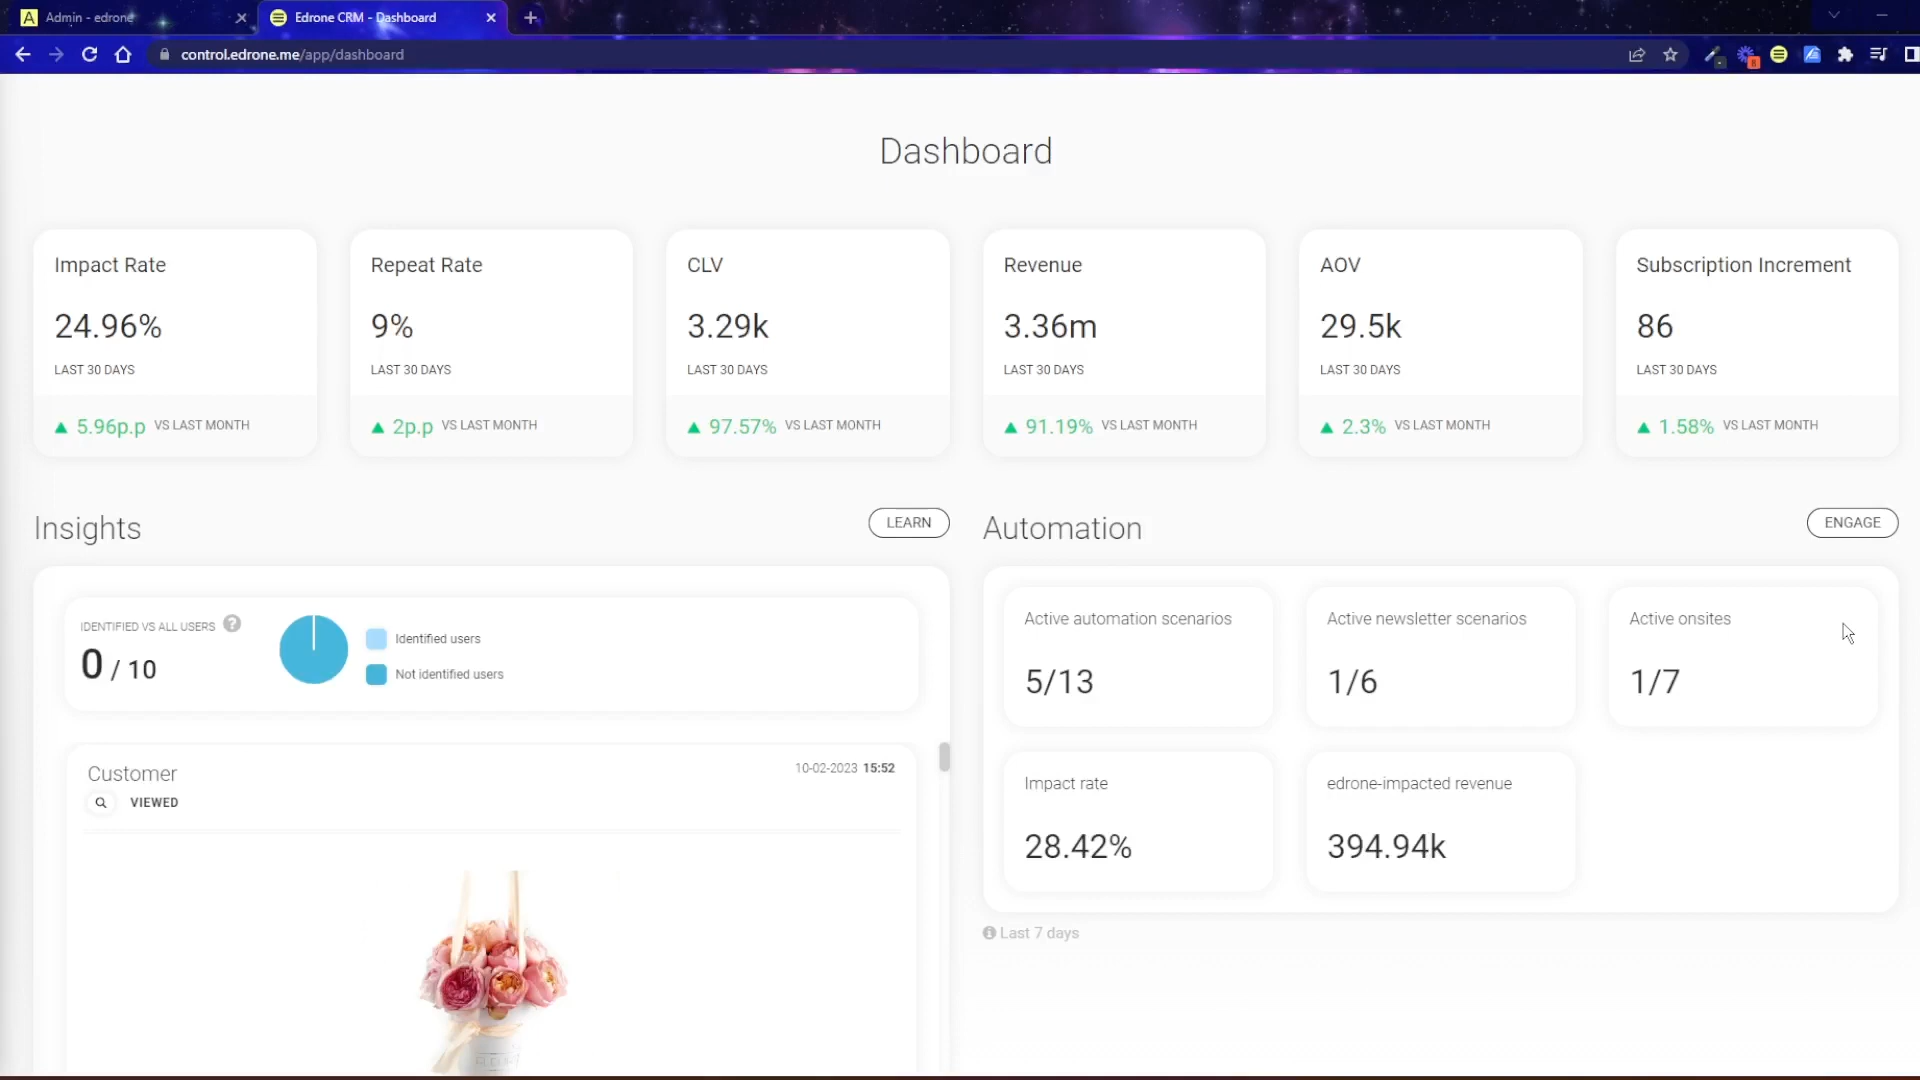 Admin - edrone
Edrone CRM - Dashboard
control.edrone.me/app/dashboard
8
Dashboard
Impact Rate
24.96%
LAST 30 DAYS
▲ 5.96p.p VS LAST MONTH
Repeat Rate
9%
LAST 30 DAYS
▲ 2p.p VS LAST MONTH
CLV
3.29k
LAST 30 DAYS
▲ 97.57% VS LAST MONTH
Revenue
3.36m
LAST 30 DAYS
▲ 91.19% VS LAST MONTH
AOV
29.5k
LAST 30 DAYS
▲ 2.3% VS LAST MONTH
Subscription Increment
86
LAST 30 DAYS
▲ 1.58% VS LAST MONTH
Insights
LEARN
IDENTIFIED VS ALL USERS ?
0 / 10
Identified users
Not identified users
Customer
10-02-2023 15:52
VIEWED
Automation
ENGAGE
Active automation scenarios
5/13
Active newsletter scenarios
1/6
Active onsites
1/7
Impact rate
28.42%
edrone-impacted revenue
394.94k
Last 7 days